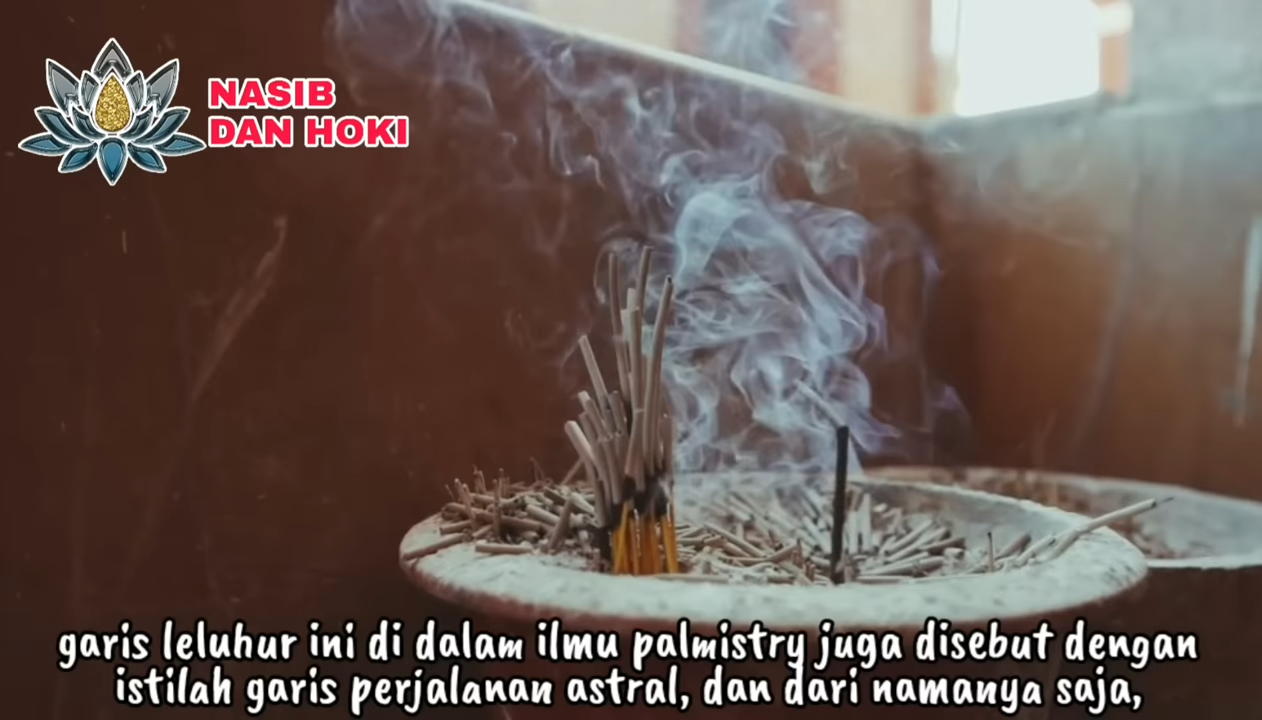 NASIB
DAN HOKI
garis leluhur ini di dalam ilmu palmistry juga disebut dengan
istilah garis perjalanan astral, dan dari namanya saja,